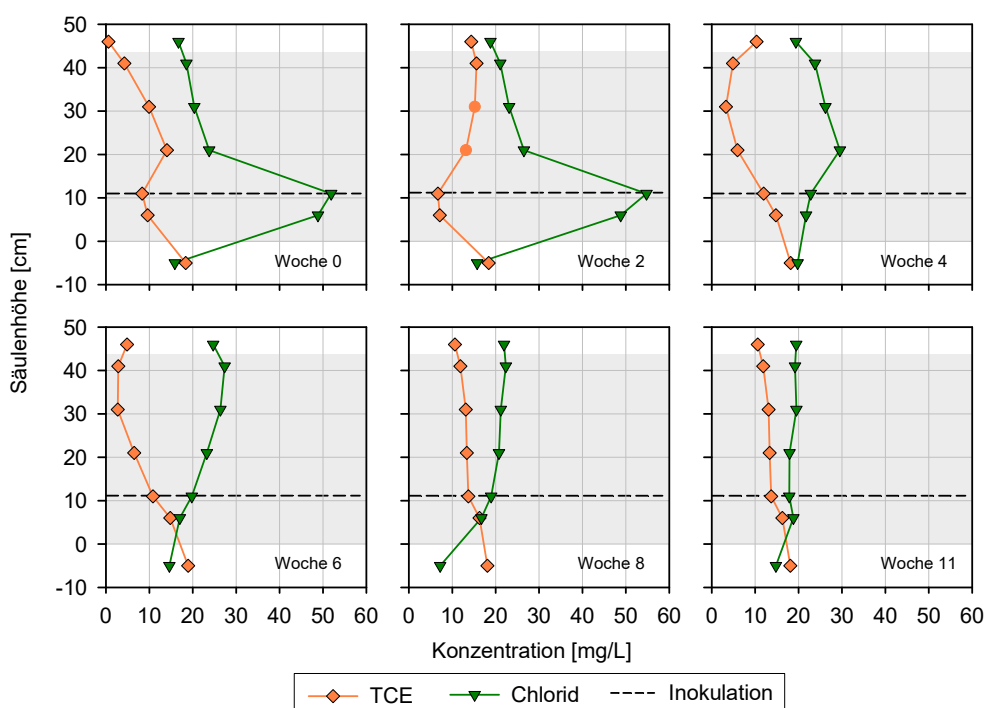 50
40
30
20
10
0
-10
Woche 0
Woche 2
Woche 4
50
40
30
20
10
0
-10
Woche 6
Woche 8
Woche 11
0 10 20 30 40 50 60 0 10 20 30 40 50 60 0 10 20 30 40 50 60
Säulenhöhe [cm]
Konzentration [mg/L]
TCE Chlorid Inokulation